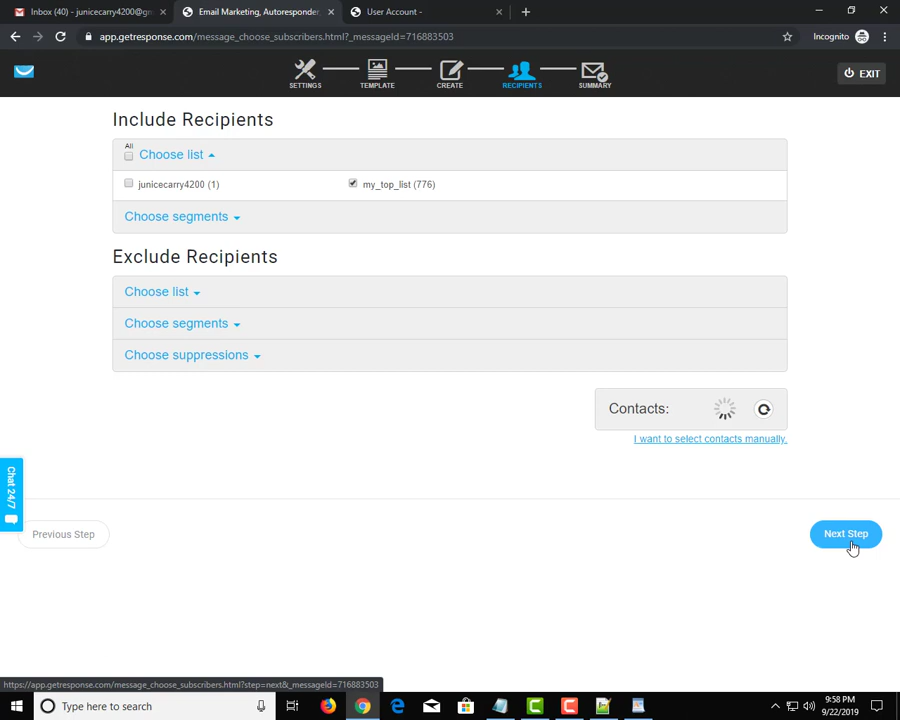 Inbox (40) - junicecarry4200@gm
Email Marketing, Autoresponder,
User Account -
app.getresponse.com/message_choose_subscribers.html?_messageId=716883503
Incognito
SETTINGS
TEMPLATE
CREATE
RECIPIENTS
SUMMARY
EXIT
Include Recipients
All
Choose list
junicecarry4200 (1)
my_top_list (776)
Choose segments
Exclude Recipients
Choose list
Choose segments
Choose suppressions
Contacts:
I want to select contacts manually.
Chat 24/7
Previous Step
Next Step
https://app.getresponse.com/message_choose_subscribers.html?step=next&_messageId=716883503
Type here to search
9:58 PM
9/22/2019